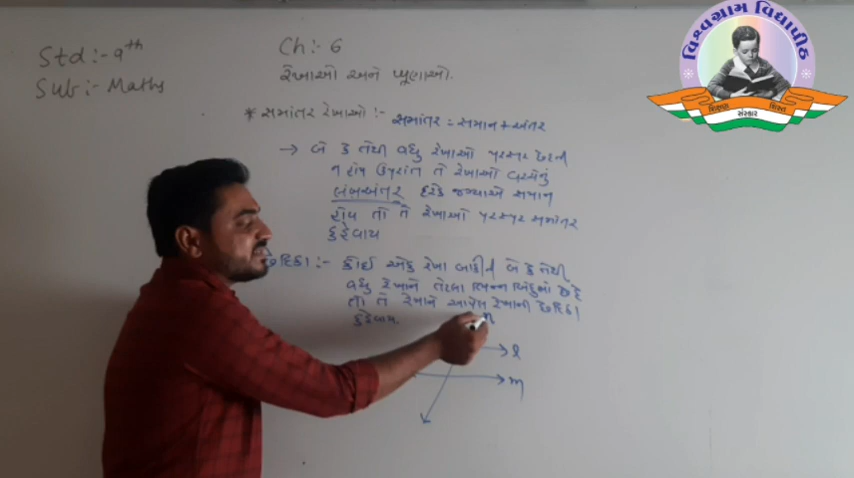 વિશ્વગ્રામ વિદ્યાપીઠ
શિક્ષણ સંસ્કાર શિસ્ત
Std :- 9th
Sub :- Maths
Ch :- 6
રેખાઓ અને ખૂણાઓ.
* સમાંતર રેખાઓ :- સમાંતર = સમાન + અંતર
→ બે કે તેથી વધુ રેખાઓ પરસ્પર છેદતી
ન હોય ઉપરાંત તે રેખાઓ વચ્ચેનું
લંબઅંતર દરેક જગ્યાએ સમાન
હોય તો તે રેખાઓ પરસ્પર સમાંતર
કહેવાય
છેદિકા :- કોઈ એક રેખા બાકીની બે કે તેથી
વધુ રેખાને તેટલા ભિન્ન બિંદુમાં છેદે
તો તે રેખાને આપેલ રેખાની છેદિકા
કહેવાય.
n
l
m